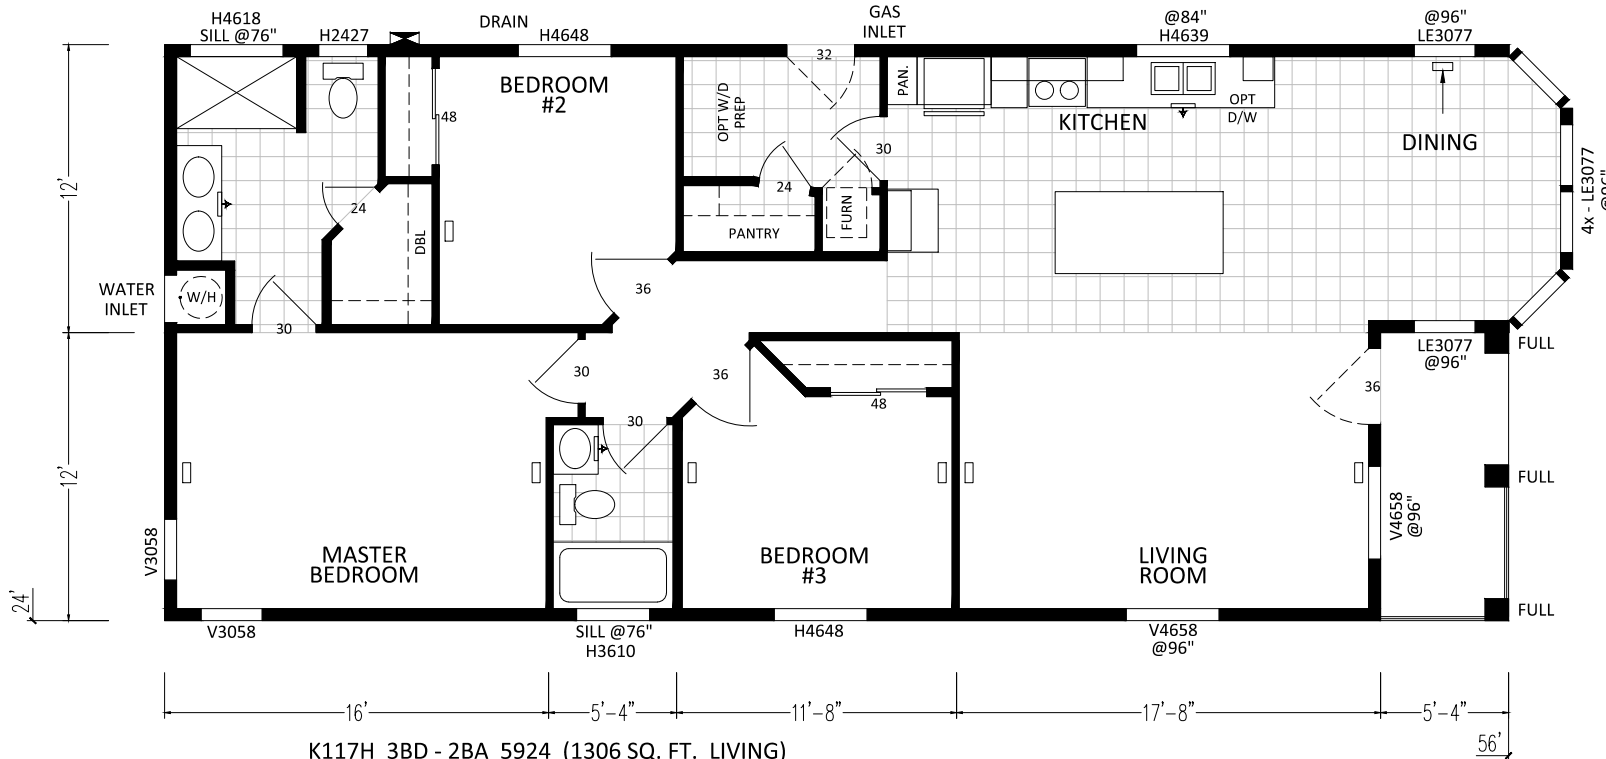 H4618
SILL @76"
H2427
DRAIN
H4648
GAS
INLET
@84"
H4639
@96"
LE3077
32
BEDROOM
#2
48
OPT W/D
PREP
PAN.
KITCHEN
OPT
D/W
DINING
30
24
24
FURN
PANTRY
DBL
12'
4x - LE3077
@96"
WATER
INLET
W/H
30
36
30
36
30
48
LE3077
@96"
FULL
36
12'
V3058
MASTER
BEDROOM
BEDROOM
#3
LIVING
ROOM
V4658
@96"
FULL
FULL
24'
V3058
SILL @76"
H3610
H4648
V4658
@96"
16'
5'-4"
11'-8"
17'-8"
5'-4"
56'
K117H 3BD - 2BA 5924 (1306 SQ. FT. LIVING)